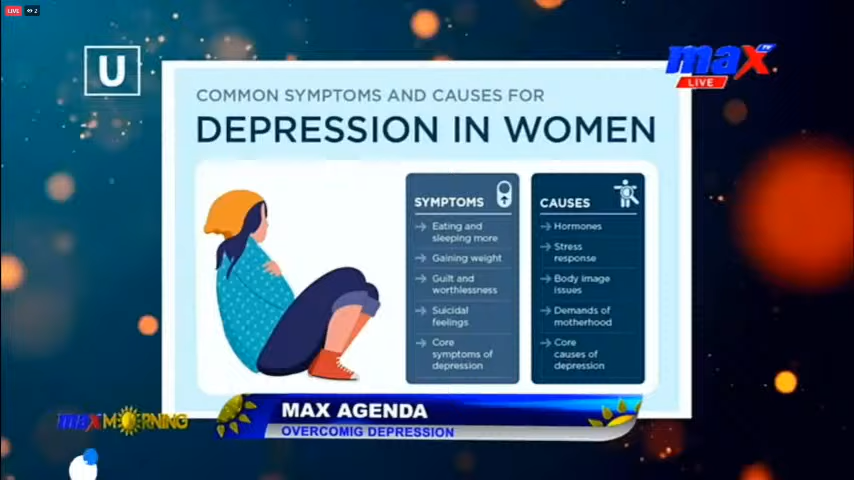 LIVE 2
U
max TV
LIVE
COMMON SYMPTOMS AND CAUSES FOR
DEPRESSION IN WOMEN
SYMPTOMS
Eating and
sleeping more
Gaining weight
Guilt and
worthlessness
Suicidal
feelings
Core
symptoms of
depression
CAUSES
Hormones
Stress
response
Body image
issues
Demands of
motherhood
Core
causes of
depression
max MORNING
MAX AGENDA
OVERCOMIG DEPRESSION